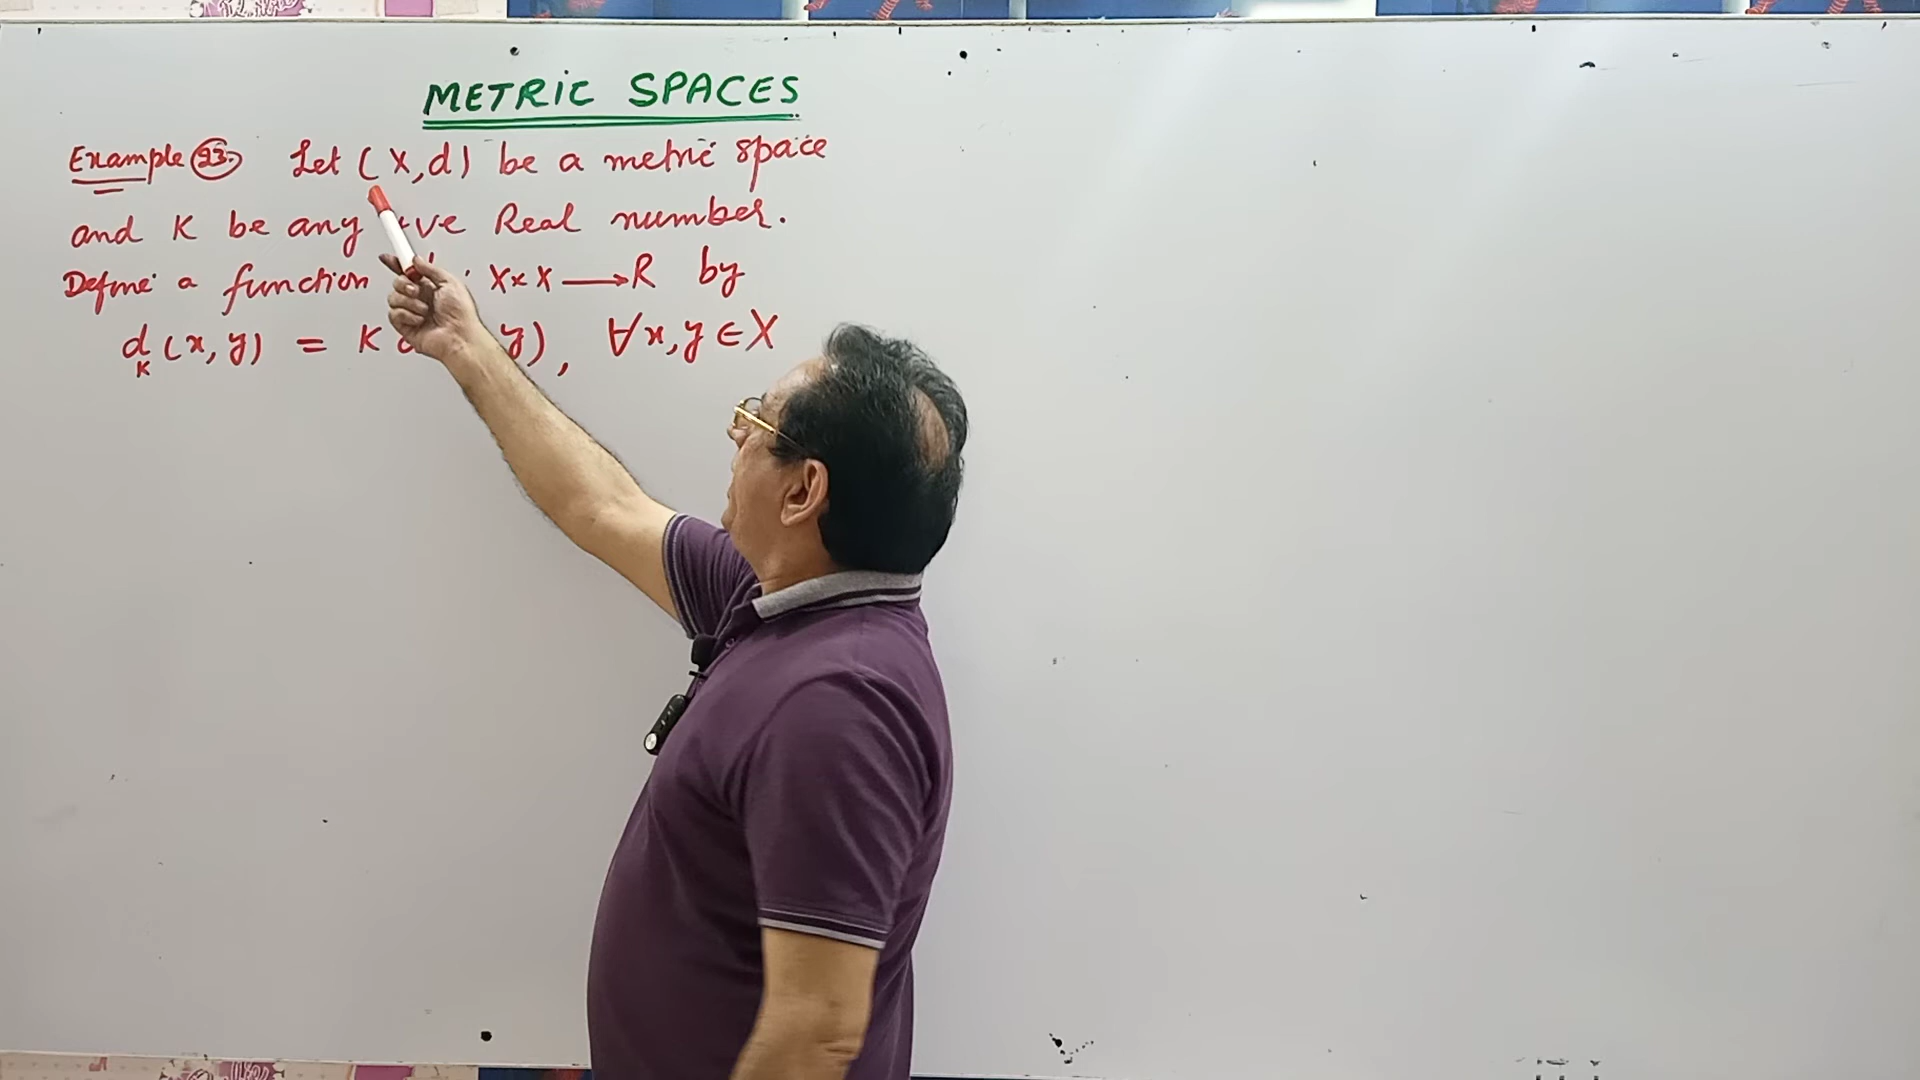 METRIC SPACES
Example 23. Let (X,d) be a metric space
and K be any +ve Real number.
Define a function : X×X → R by
d_K(x,y) = K d y), ∀x,y ∈ X